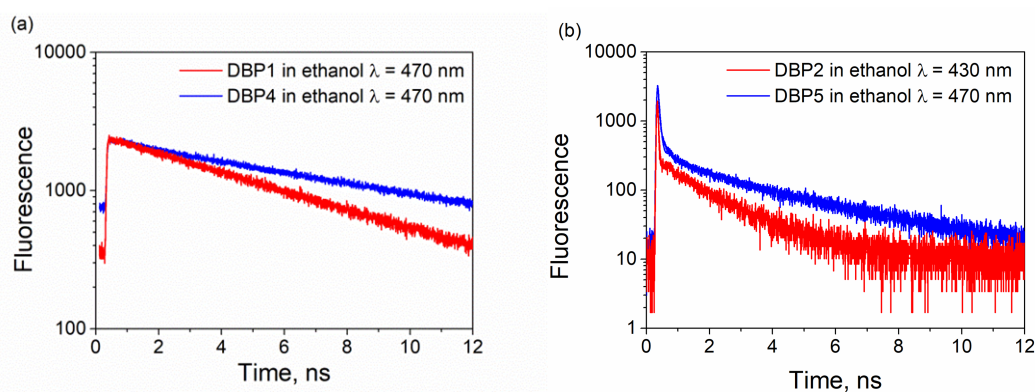 (a)
10000
1000
100
Fluorescence
DBP1 in ethanol λ = 470 nm
DBP4 in ethanol λ = 470 nm
0 2 4 6 8 10 12
Time, ns
(b)
10000
1000
100
10
1
Fluorescence
DBP2 in ethanol λ = 430 nm
DBP5 in ethanol λ = 470 nm
0 2 4 6 8 10 12
Time, ns